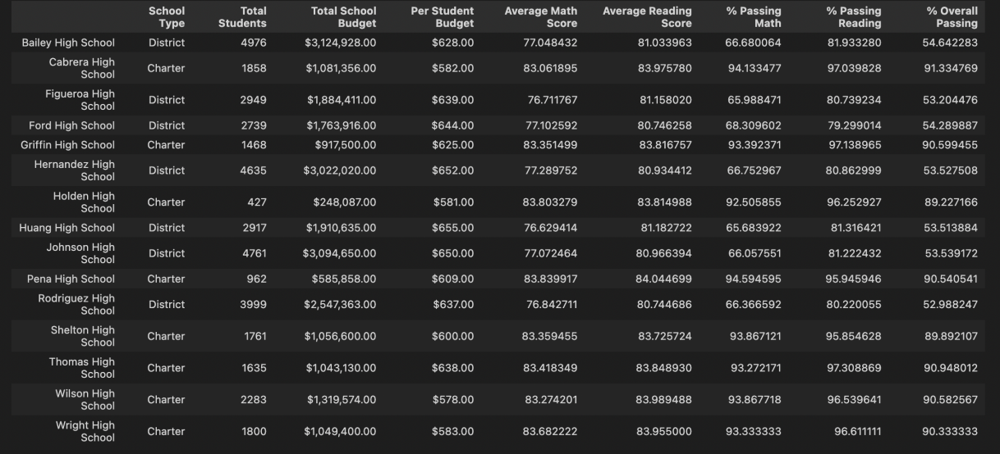 School Type Total Students Total School Budget Per Student Budget Average Math Score Average Reading Score % Passing Math % Passing Reading % Overall Passing
Bailey High School District 4976 $3,124,928.00 $628.00 77.048432 81.033963 66.680064 81.933280 54.642283
Cabrera High School Charter 1858 $1,081,356.00 $582.00 83.061895 83.975780 94.133477 97.039828 91.334769
Figueroa High School District 2949 $1,884,411.00 $639.00 76.711767 81.158020 65.988471 80.739234 53.204476
Ford High School District 2739 $1,763,916.00 $644.00 77.102592 80.746258 68.309602 79.299014 54.289887
Griffin High School Charter 1468 $917,500.00 $625.00 83.351499 83.816757 93.392371 97.138965 90.599455
Hernandez High School District 4635 $3,022,020.00 $652.00 77.289752 80.934412 66.752967 80.862999 53.527508
Holden High School Charter 427 $248,087.00 $581.00 83.803279 83.814988 92.505855 96.252927 89.227166
Huang High School District 2917 $1,910,635.00 $655.00 76.629414 81.182722 65.683922 81.316421 53.513884
Johnson High School District 4761 $3,094,650.00 $650.00 77.072464 80.966394 66.057551 81.222432 53.539172
Pena High School Charter 962 $585,858.00 $609.00 83.839917 84.044699 94.594595 95.945946 90.540541
Rodriguez High School District 3999 $2,547,363.00 $637.00 76.842711 80.744686 66.366592 80.220055 52.988247
Shelton High School Charter 1761 $1,056,600.00 $600.00 83.359455 83.725724 93.867121 95.854628 89.892107
Thomas High School Charter 1635 $1,043,130.00 $638.00 83.418349 83.848930 93.272171 97.308869 90.948012
Wilson High School Charter 2283 $1,319,574.00 $578.00 83.274201 83.989488 93.867718 96.539641 90.582567
Wright High School Charter 1800 $1,049,400.00 $583.00 83.682222 83.955000 93.333333 96.611111 90.333333